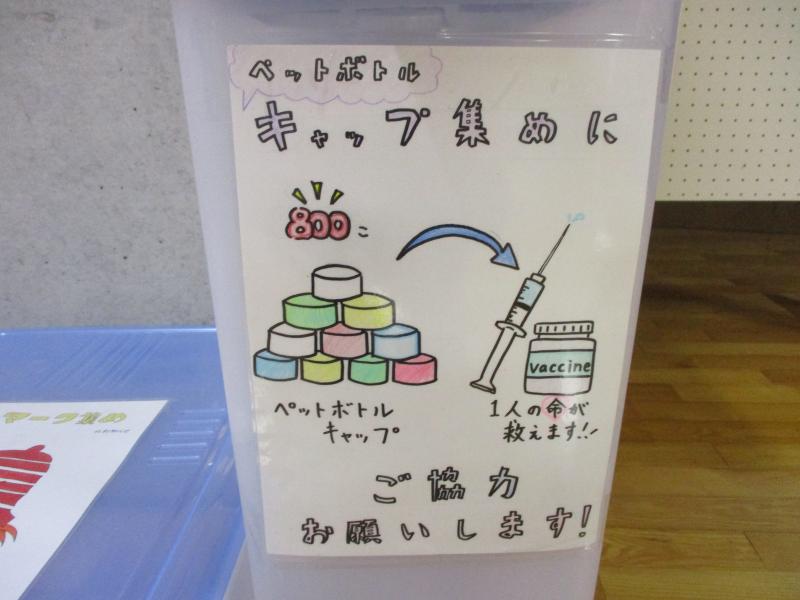 ペットボトル
キャップ集めに
800こ
vaccine
ペットボトル
キャップ
1人の命が
救えます!!
ご協力
お願いします!
マーク集め